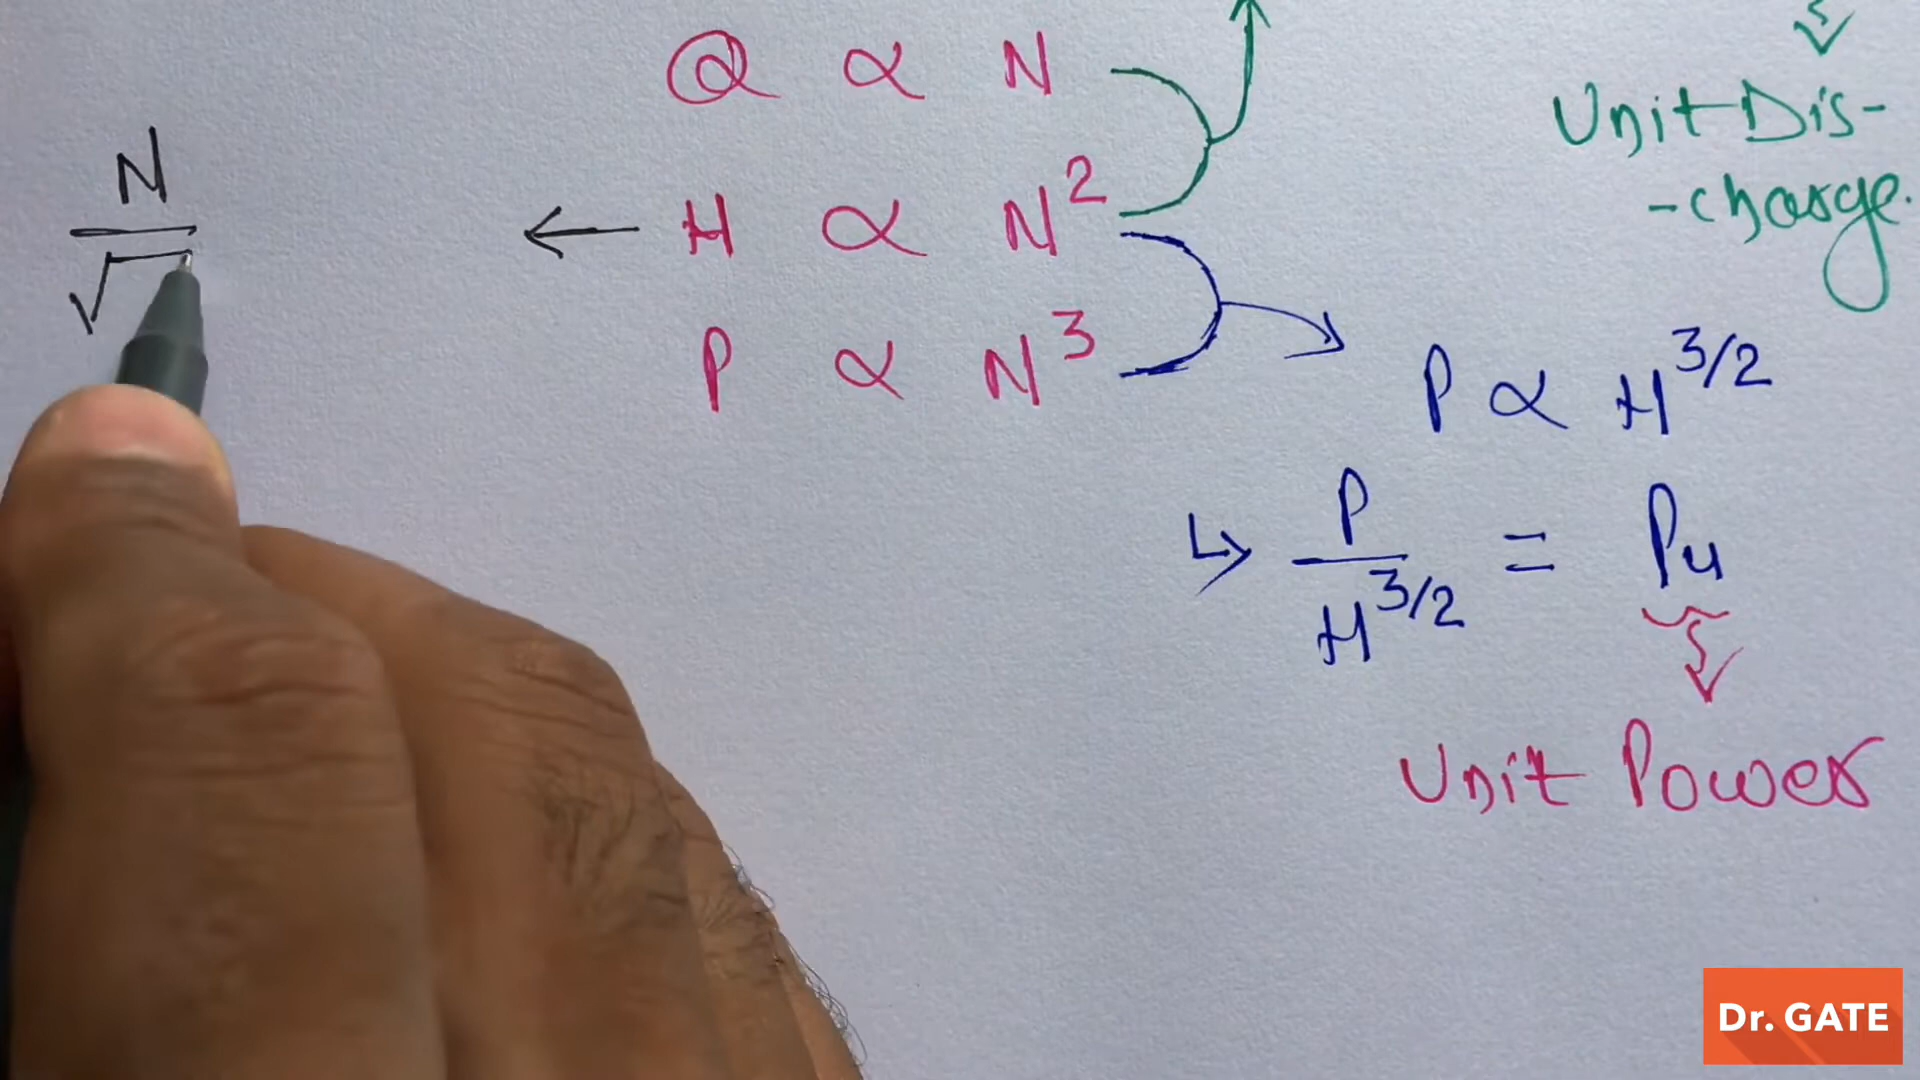 Q ∝ N
Unit Dis-
-charge.
N
√
← H ∝ N²
P ∝ N³
P ∝ H^3/2
↳ P / H^3/2 = Pu
Unit Power
Dr. GATE